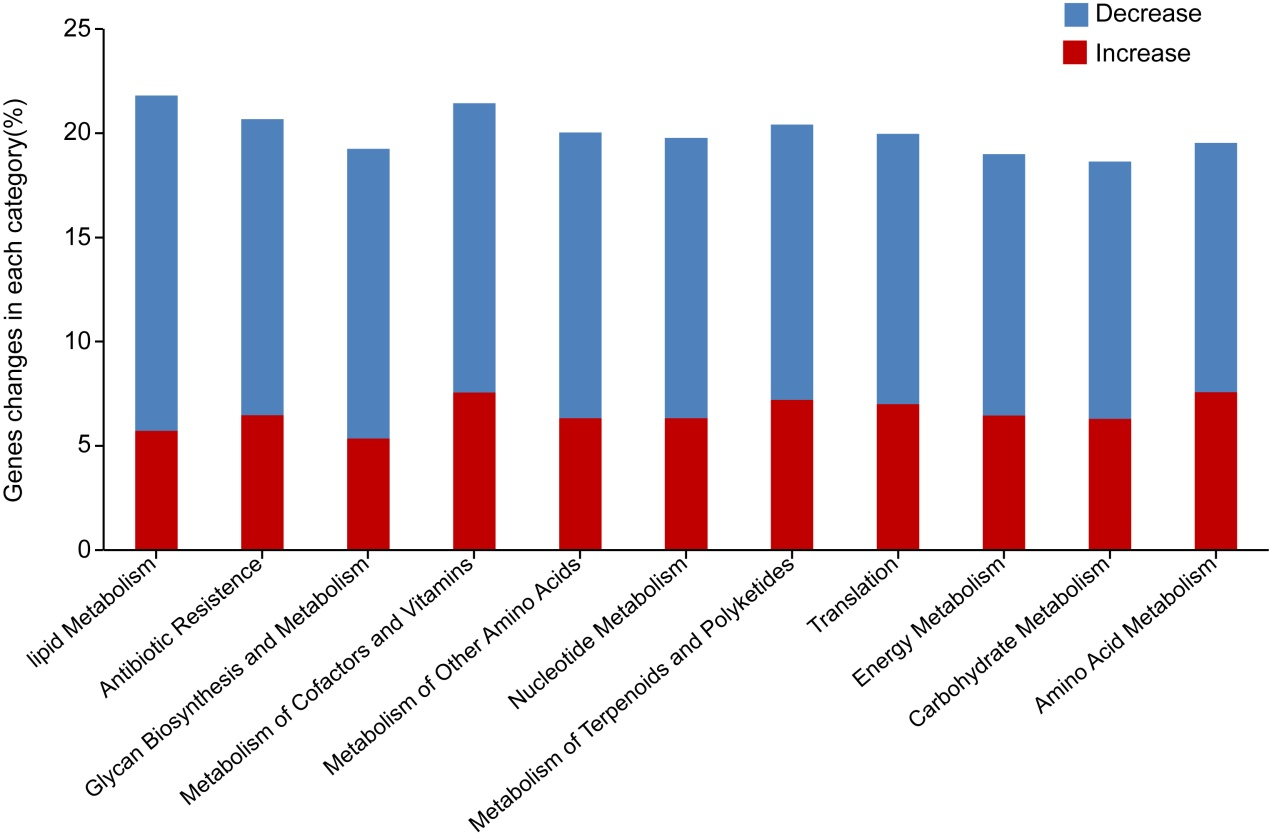 Decrease
Increase
Genes changes in each category(%)
25
20
15
10
5
0
lipid Metabolism
Antibiotic Resistence
Glycan Biosynthesis and Metabolism
Metabolism of Cofactors and Vitamins
Metabolism of Other Amino Acids
Nucleotide Metabolism
Metabolism of Terpenoids and Polyketides
Translation
Energy Metabolism
Carbohydrate Metabolism
Amino Acid Metabolism